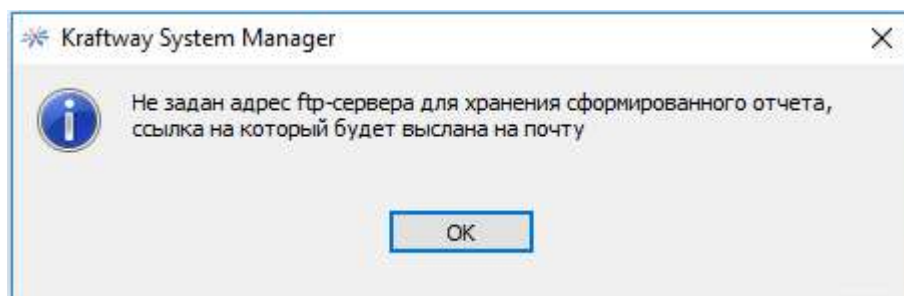 Kraftway System Manager
Не задан адрес ftp-сервера для хранения сформированного отчета,
ссылка на который будет выслана на почту
OK